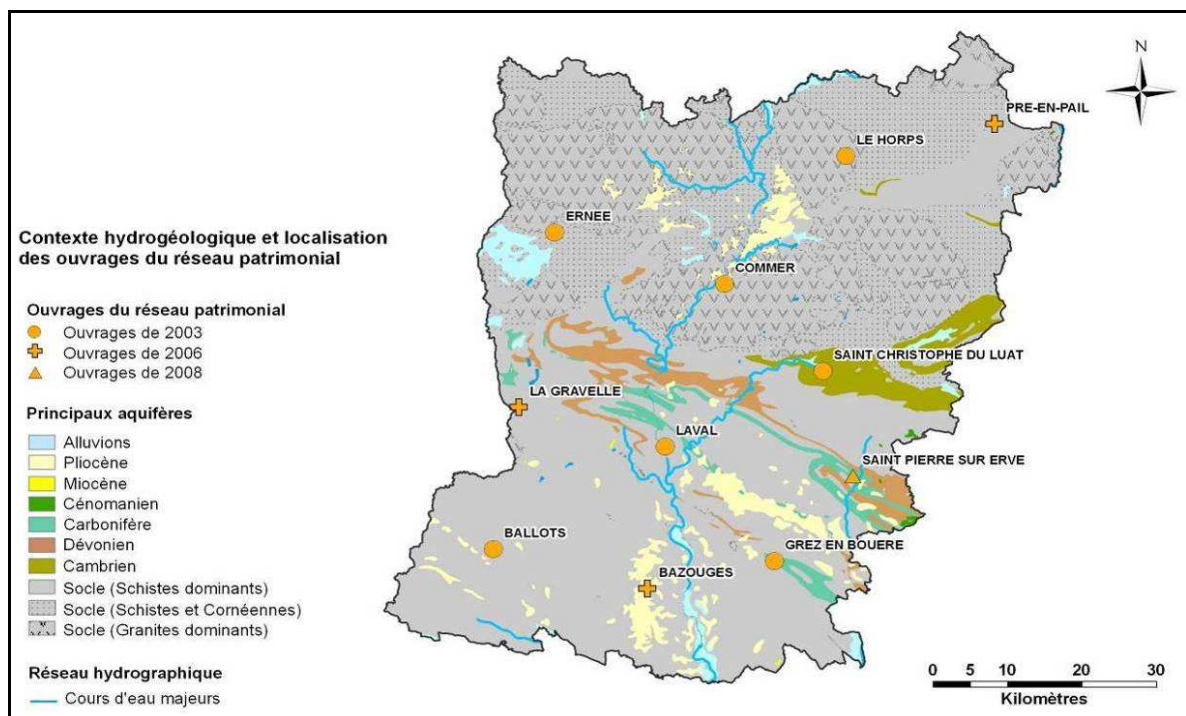 Contexte hydrogéologique et localisation
des ouvrages du réseau patrimonial
Ouvrages du réseau patrimonial
Ouvrages de 2003
Ouvrages de 2006
Ouvrages de 2008
Principaux aquifères
Alluvions
Pliocène
Miocène
Cénomanien
Carbonifère
Dévonien
Cambrien
Socle (Schistes dominants)
Socle (Schistes et Cornéennes)
Socle (Granites dominants)
Réseau hydrographique
Cours d'eau majeurs
N
PRE-EN-PAIL
LE HORPS
ERNEE
COMMER
SAINT CHRISTOPHE DU LUAT
LA GRAVELLE
LAVAL
SAINT PIERRE SUR ERVE
BALLOTS
GREZ EN BOUERE
BAZOUGES
0 5 10 20 30
Kilomètres